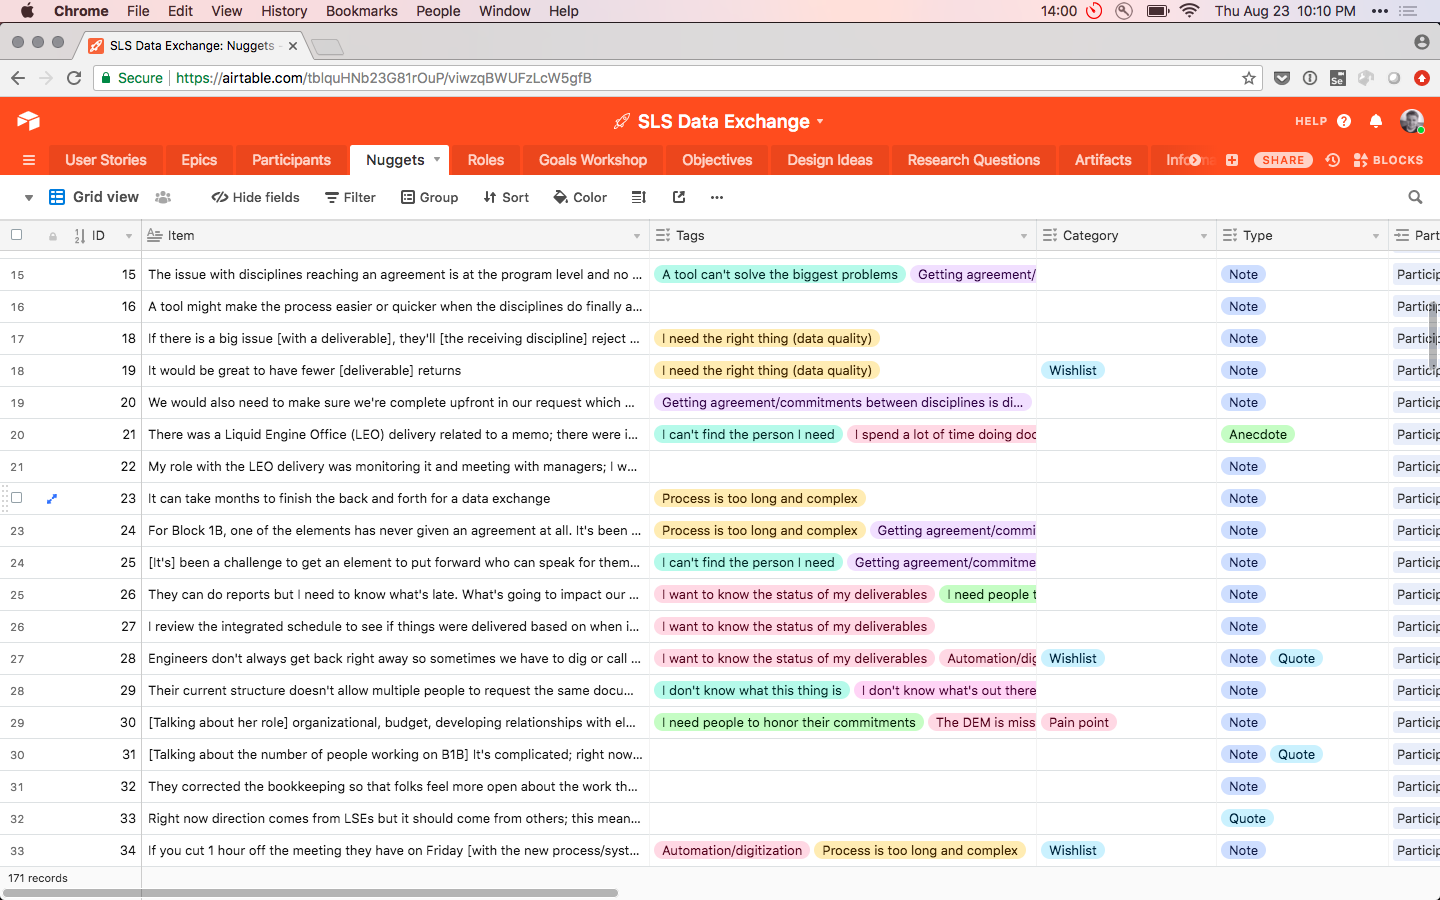 Chrome File Edit View History Bookmarks People Window Help 14:00 Thu Aug 23 10:10 PM
SLS Data Exchange: Nuggets
Secure https://airtable.com/tblquHNb23G81rOuP/viwzqBWUFzLcW5gfB
SLS Data Exchange HELP
User Stories Epics Participants Nuggets Roles Goals Workshop Objectives Design Ideas Research Questions Artifacts SHARE BLOCKS
Grid view Hide fields Filter Group Sort Color
ID Item Tags Category Type Part
15 15 The issue with disciplines reaching an agreement is at the program level and no ... A tool can't solve the biggest problems Getting agreement/ Note Particip
16 16 A tool might make the process easier or quicker when the disciplines do finally a... Note Particip
17 18 If there is a big issue [with a deliverable], they'll [the receiving discipline] reject ... I need the right thing (data quality) Note Particip
18 19 It would be great to have fewer [deliverable] returns I need the right thing (data quality) Wishlist Note Particip
19 20 We would also need to make sure we're complete upfront in our request which ... Getting agreement/commitments between disciplines is di... Note Particip
20 21 There was a Liquid Engine Office (LEO) delivery related to a memo; there were i... I can't find the person I need I spend a lot of time doing doc Anecdote Particip
21 22 My role with the LEO delivery was monitoring it and meeting with managers; I w... Note Particip
23 It can take months to finish the back and forth for a data exchange Process is too long and complex Note Particip
23 24 For Block 1B, one of the elements has never given an agreement at all. It's been ... Process is too long and complex Getting agreement/commi Note Particip
24 25 [It's] been a challenge to get an element to put forward who can speak for them... I can't find the person I need Getting agreement/commitme Note Particip
25 26 They can do reports but I need to know what's late. What's going to impact our ... I want to know the status of my deliverables I need people t Note Particip
26 27 I review the integrated schedule to see if things were delivered based on when i... I want to know the status of my deliverables Note Particip
27 28 Engineers don't always get back right away so sometimes we have to dig or call ... I want to know the status of my deliverables Automation/dig Wishlist Note Quote Particip
28 29 Their current structure doesn't allow multiple people to request the same docu... I don't know what this thing is I don't know what's out there Note Particip
29 30 [Talking about her role] organizational, budget, developing relationships with el... I need people to honor their commitments The DEM is miss Pain point Note Particip
30 31 [Talking about the number of people working on B1B] It's complicated; right now... Note Quote Particip
31 32 They corrected the bookkeeping so that folks feel more open about the work th... Note Particip
32 33 Right now direction comes from LSEs but it should come from others; this mean... Quote Particip
33 34 If you cut 1 hour off the meeting they have on Friday [with the new process/syst... Automation/digitization Process is too long and complex Wishlist Note Particip
171 records